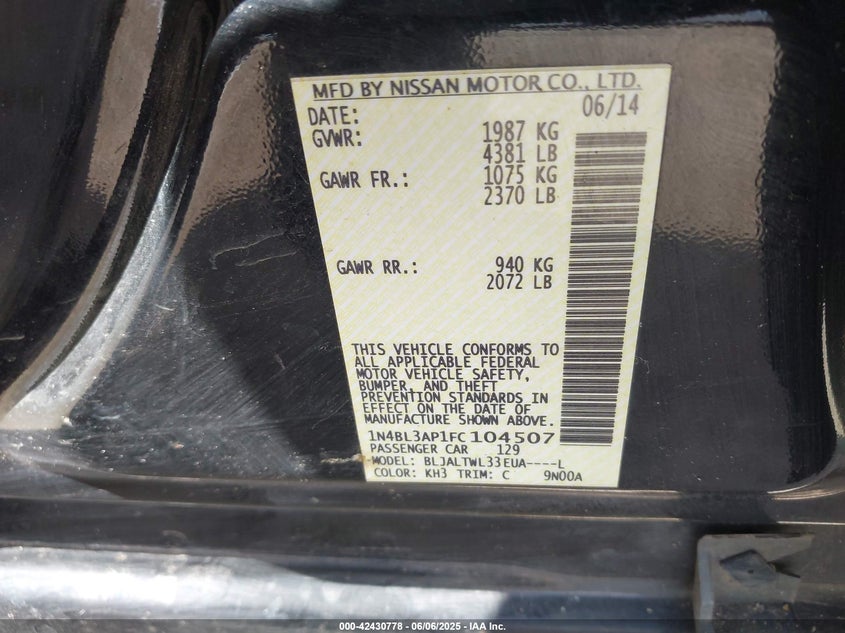 MFD BY NISSAN MOTOR CO., LTD.
DATE: 06/14
GVWR: 1987 KG
4381 LB
GAWR FR.: 1075 KG
2370 LB
GAWR RR.: 940 KG
2072 LB
THIS VEHICLE CONFORMS TO
ALL APPLICABLE FEDERAL
MOTOR VEHICLE SAFETY,
BUMPER, AND THEFT
PREVENTION STANDARDS IN
EFFECT ON THE DATE OF
MANUFACTURE SHOWN ABOVE.
1N4BL3AP1FC104507
PASSENGER CAR 129
MODEL: BLJALTWL33EUA----L
COLOR: KH3 TRIM: C 9N00A
000-42430778 - 06/06/2025 - IAA Inc.